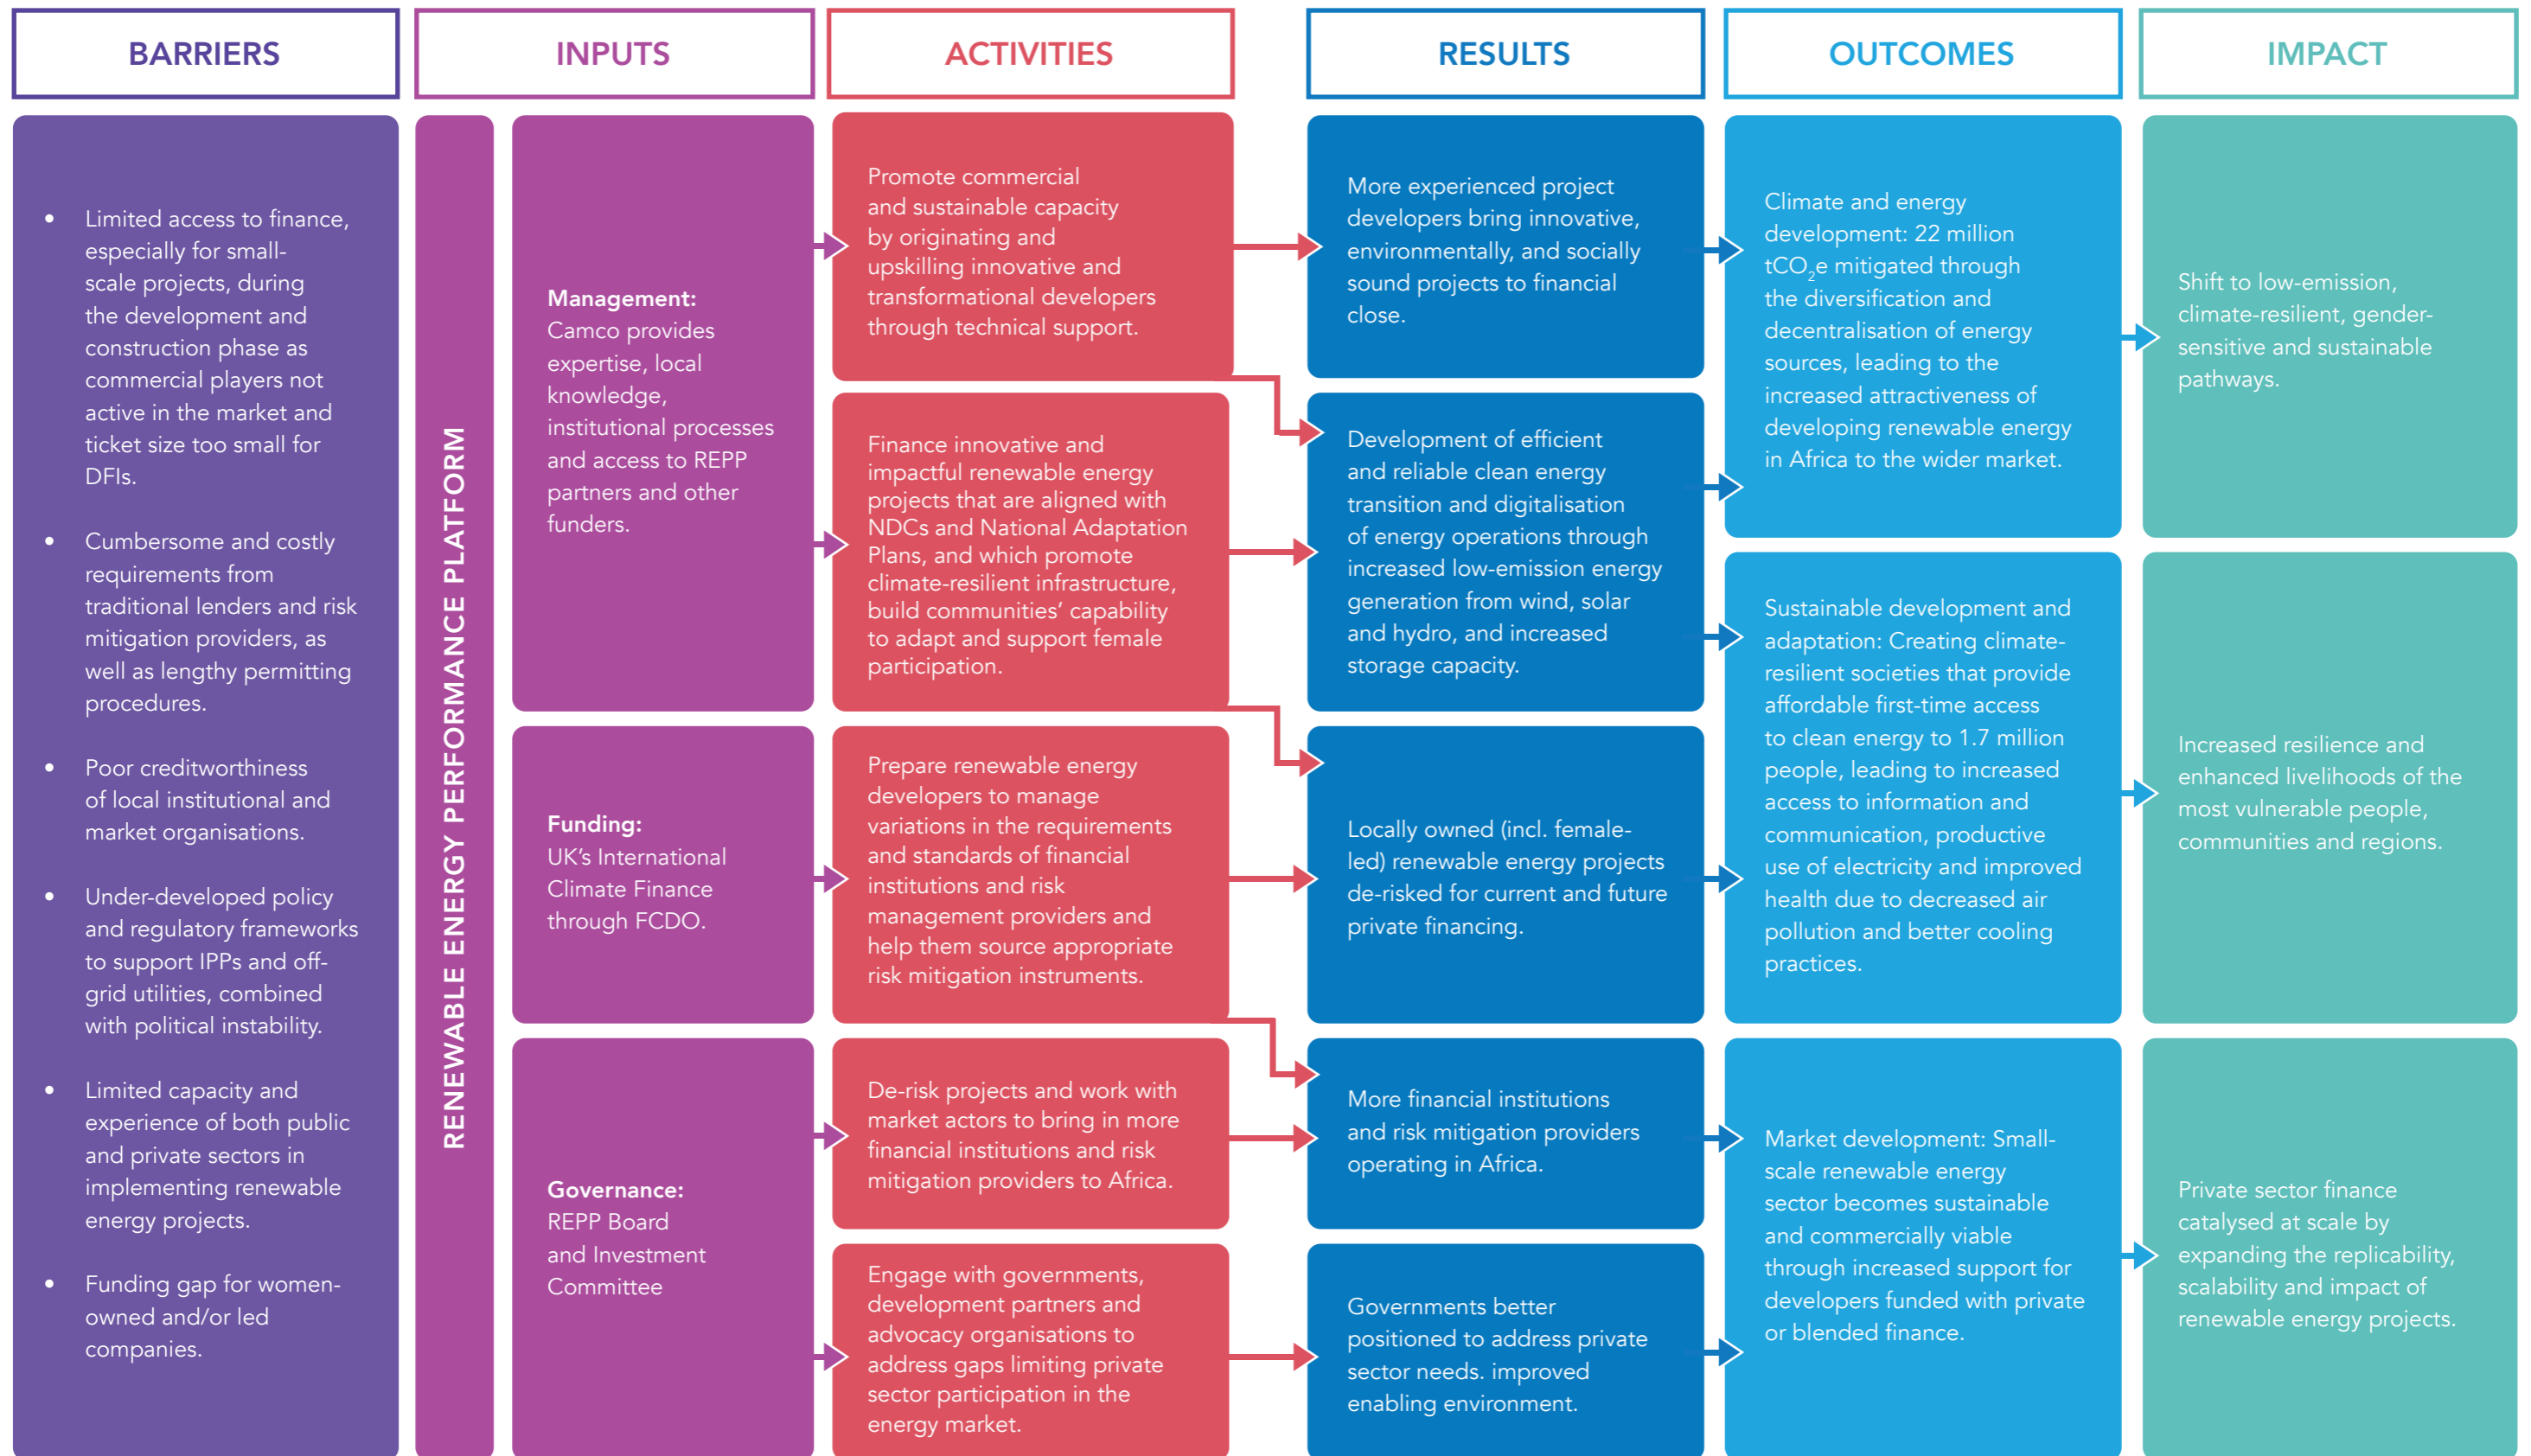 BARRIERS
INPUTS
ACTIVITIES
RESULTS
OUTCOMES
IMPACT
• Limited access to finance,
especially for small-
scale projects, during
the development and
construction phase as
commercial players not
active in the market and
ticket size too small for
DFIs.
• Cumbersome and costly
requirements from
traditional lenders and risk
mitigation providers, as
well as lengthy permitting
procedures.
• Poor creditworthiness
of local institutional and
market organisations.
• Under-developed policy
and regulatory frameworks
to support IPPs and off-
grid utilities, combined
with political instability.
• Limited capacity and
experience of both public
and private sectors in
implementing renewable
energy projects.
• Funding gap for women-
owned and/or led
companies.
RENEWABLE ENERGY PERFORMANCE PLATFORM
Management:
Camco provides
expertise, local
knowledge,
institutional processes
and access to REPP
partners and other
funders.
Funding:
UK's International
Climate Finance
through FCDO.
Governance:
REPP Board
and Investment
Committee
Promote commercial
and sustainable capacity
by originating and
upskilling innovative and
transformational developers
through technical support.
Finance innovative and
impactful renewable energy
projects that are aligned with
NDCs and National Adaptation
Plans, and which promote
climate-resilient infrastructure,
build communities' capability
to adapt and support female
participation.
Prepare renewable energy
developers to manage
variations in the requirements
and standards of financial
institutions and risk
management providers and
help them source appropriate
risk mitigation instruments.
De-risk projects and work with
market actors to bring in more
financial institutions and risk
mitigation providers to Africa.
Engage with governments,
development partners and
advocacy organisations to
address gaps limiting private
sector participation in the
energy market.
More experienced project
developers bring innovative,
environmentally, and socially
sound projects to financial
close.
Development of efficient
and reliable clean energy
transition and digitalisation
of energy operations through
increased low-emission energy
generation from wind, solar
and hydro, and increased
storage capacity.
Locally owned (incl. female-
led) renewable energy projects
de-risked for current and future
private financing.
More financial institutions
and risk mitigation providers
operating in Africa.
Governments better
positioned to address private
sector needs. improved
enabling environment.
Climate and energy
development: 22 million
tCO₂e mitigated through
the diversification and
decentralisation of energy
sources, leading to the
increased attractiveness of
developing renewable energy
in Africa to the wider market.
Sustainable development and
adaptation: Creating climate-
resilient societies that provide
affordable first-time access
to clean energy to 1.7 million
people, leading to increased
access to information and
communication, productive
use of electricity and improved
health due to decreased air
pollution and better cooling
practices.
Market development: Small-
scale renewable energy
sector becomes sustainable
and commercially viable
through increased support for
developers funded with private
or blended finance.
Shift to low-emission,
climate-resilient, gender-
sensitive and sustainable
pathways.
Increased resilience and
enhanced livelihoods of the
most vulnerable people,
communities and regions.
Private sector finance
catalysed at scale by
expanding the replicability,
scalability and impact of
renewable energy projects.